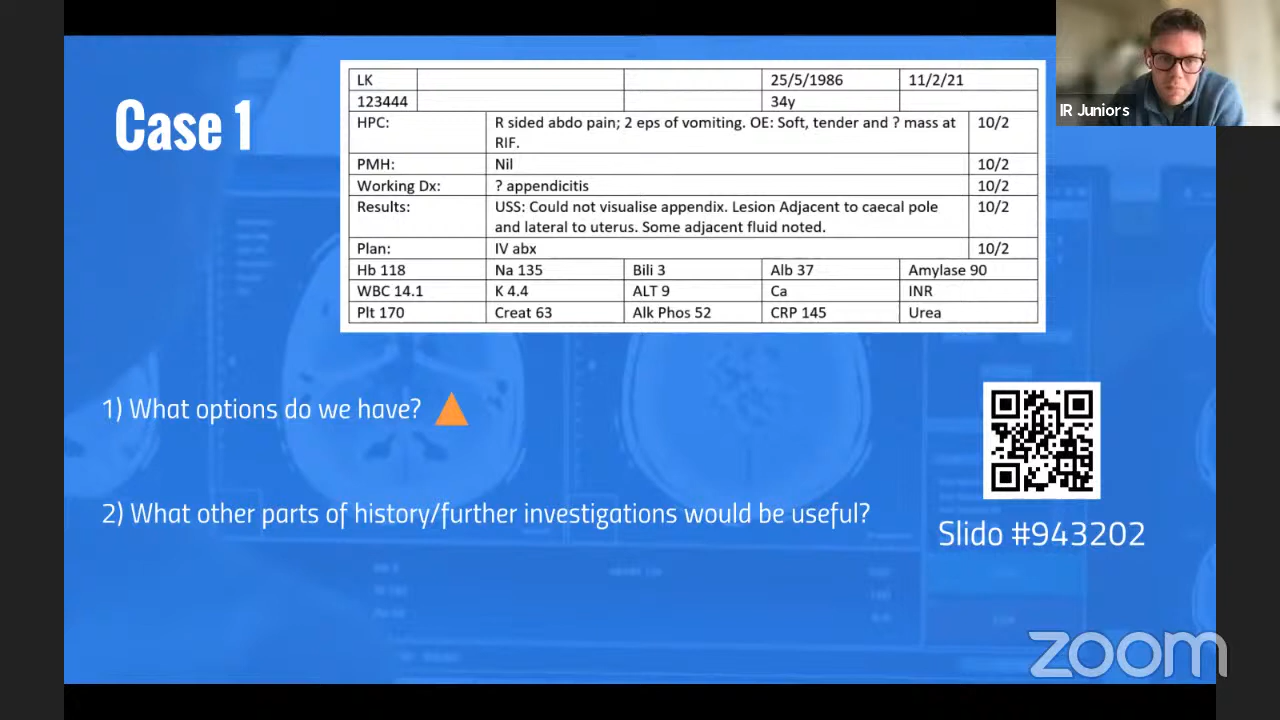 IR Juniors
Case 1
LK 25/5/1986 11/2/21
123444 34y
HPC: R sided abdo pain; 2 eps of vomiting. OE: Soft, tender and ? mass at 10/2
RIF.
PMH: Nil 10/2
Working Dx: ? appendicitis 10/2
Results: USS: Could not visualise appendix. Lesion Adjacent to caecal pole 10/2
and lateral to uterus. Some adjacent fluid noted.
Plan: IV abx 10/2
Hb 118 Na 135 Bili 3 Alb 37 Amylase 90
WBC 14.1 K 4.4 ALT 9 Ca INR
Plt 170 Creat 63 Alk Phos 52 CRP 145 Urea
1) What options do we have?
2) What other parts of history/further investigations would be useful?
Slido #943202
zoom